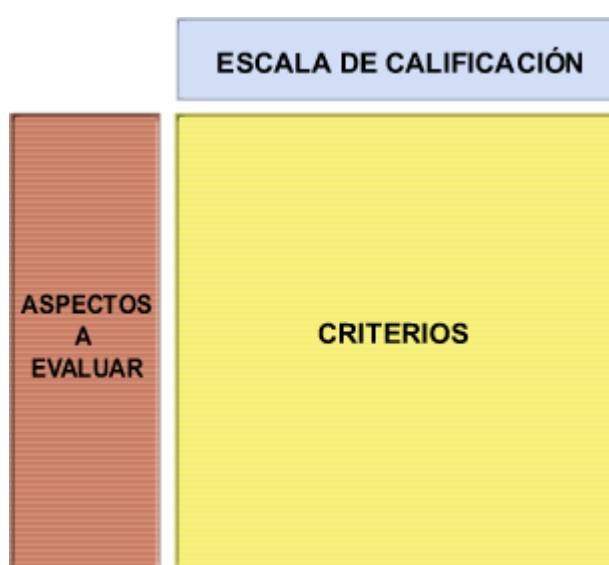 ESCALA DE CALIFICACIÓN
ASPECTOS
A
EVALUAR
CRITERIOS